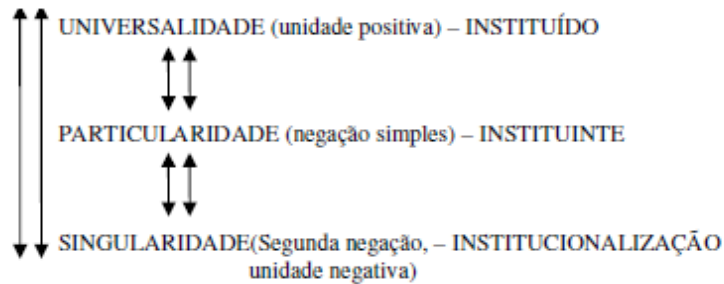 UNIVERSALIDADE (unidade positiva) – INSTITUÍDO
PARTICULARIDADE (negação simples) – INSTITUINTE
SINGULARIDADE(Segunda negação, – INSTITUCIONALIZAÇÃO
unidade negativa)